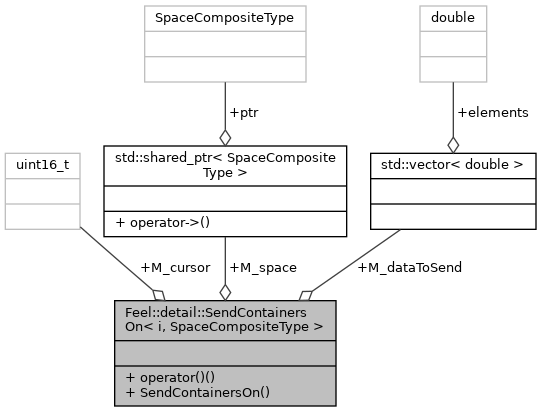 SpaceCompositeType
double
+ptr
+elements
uint16_t
std::shared_ptr< SpaceComposite
Type >
+ operator->()
std::vector< double >
+M_cursor
+M_space
+M_dataToSend
Feel::detail::SendContainers
On< i, SpaceCompositeType >
+ operator()()
+ SendContainersOn()